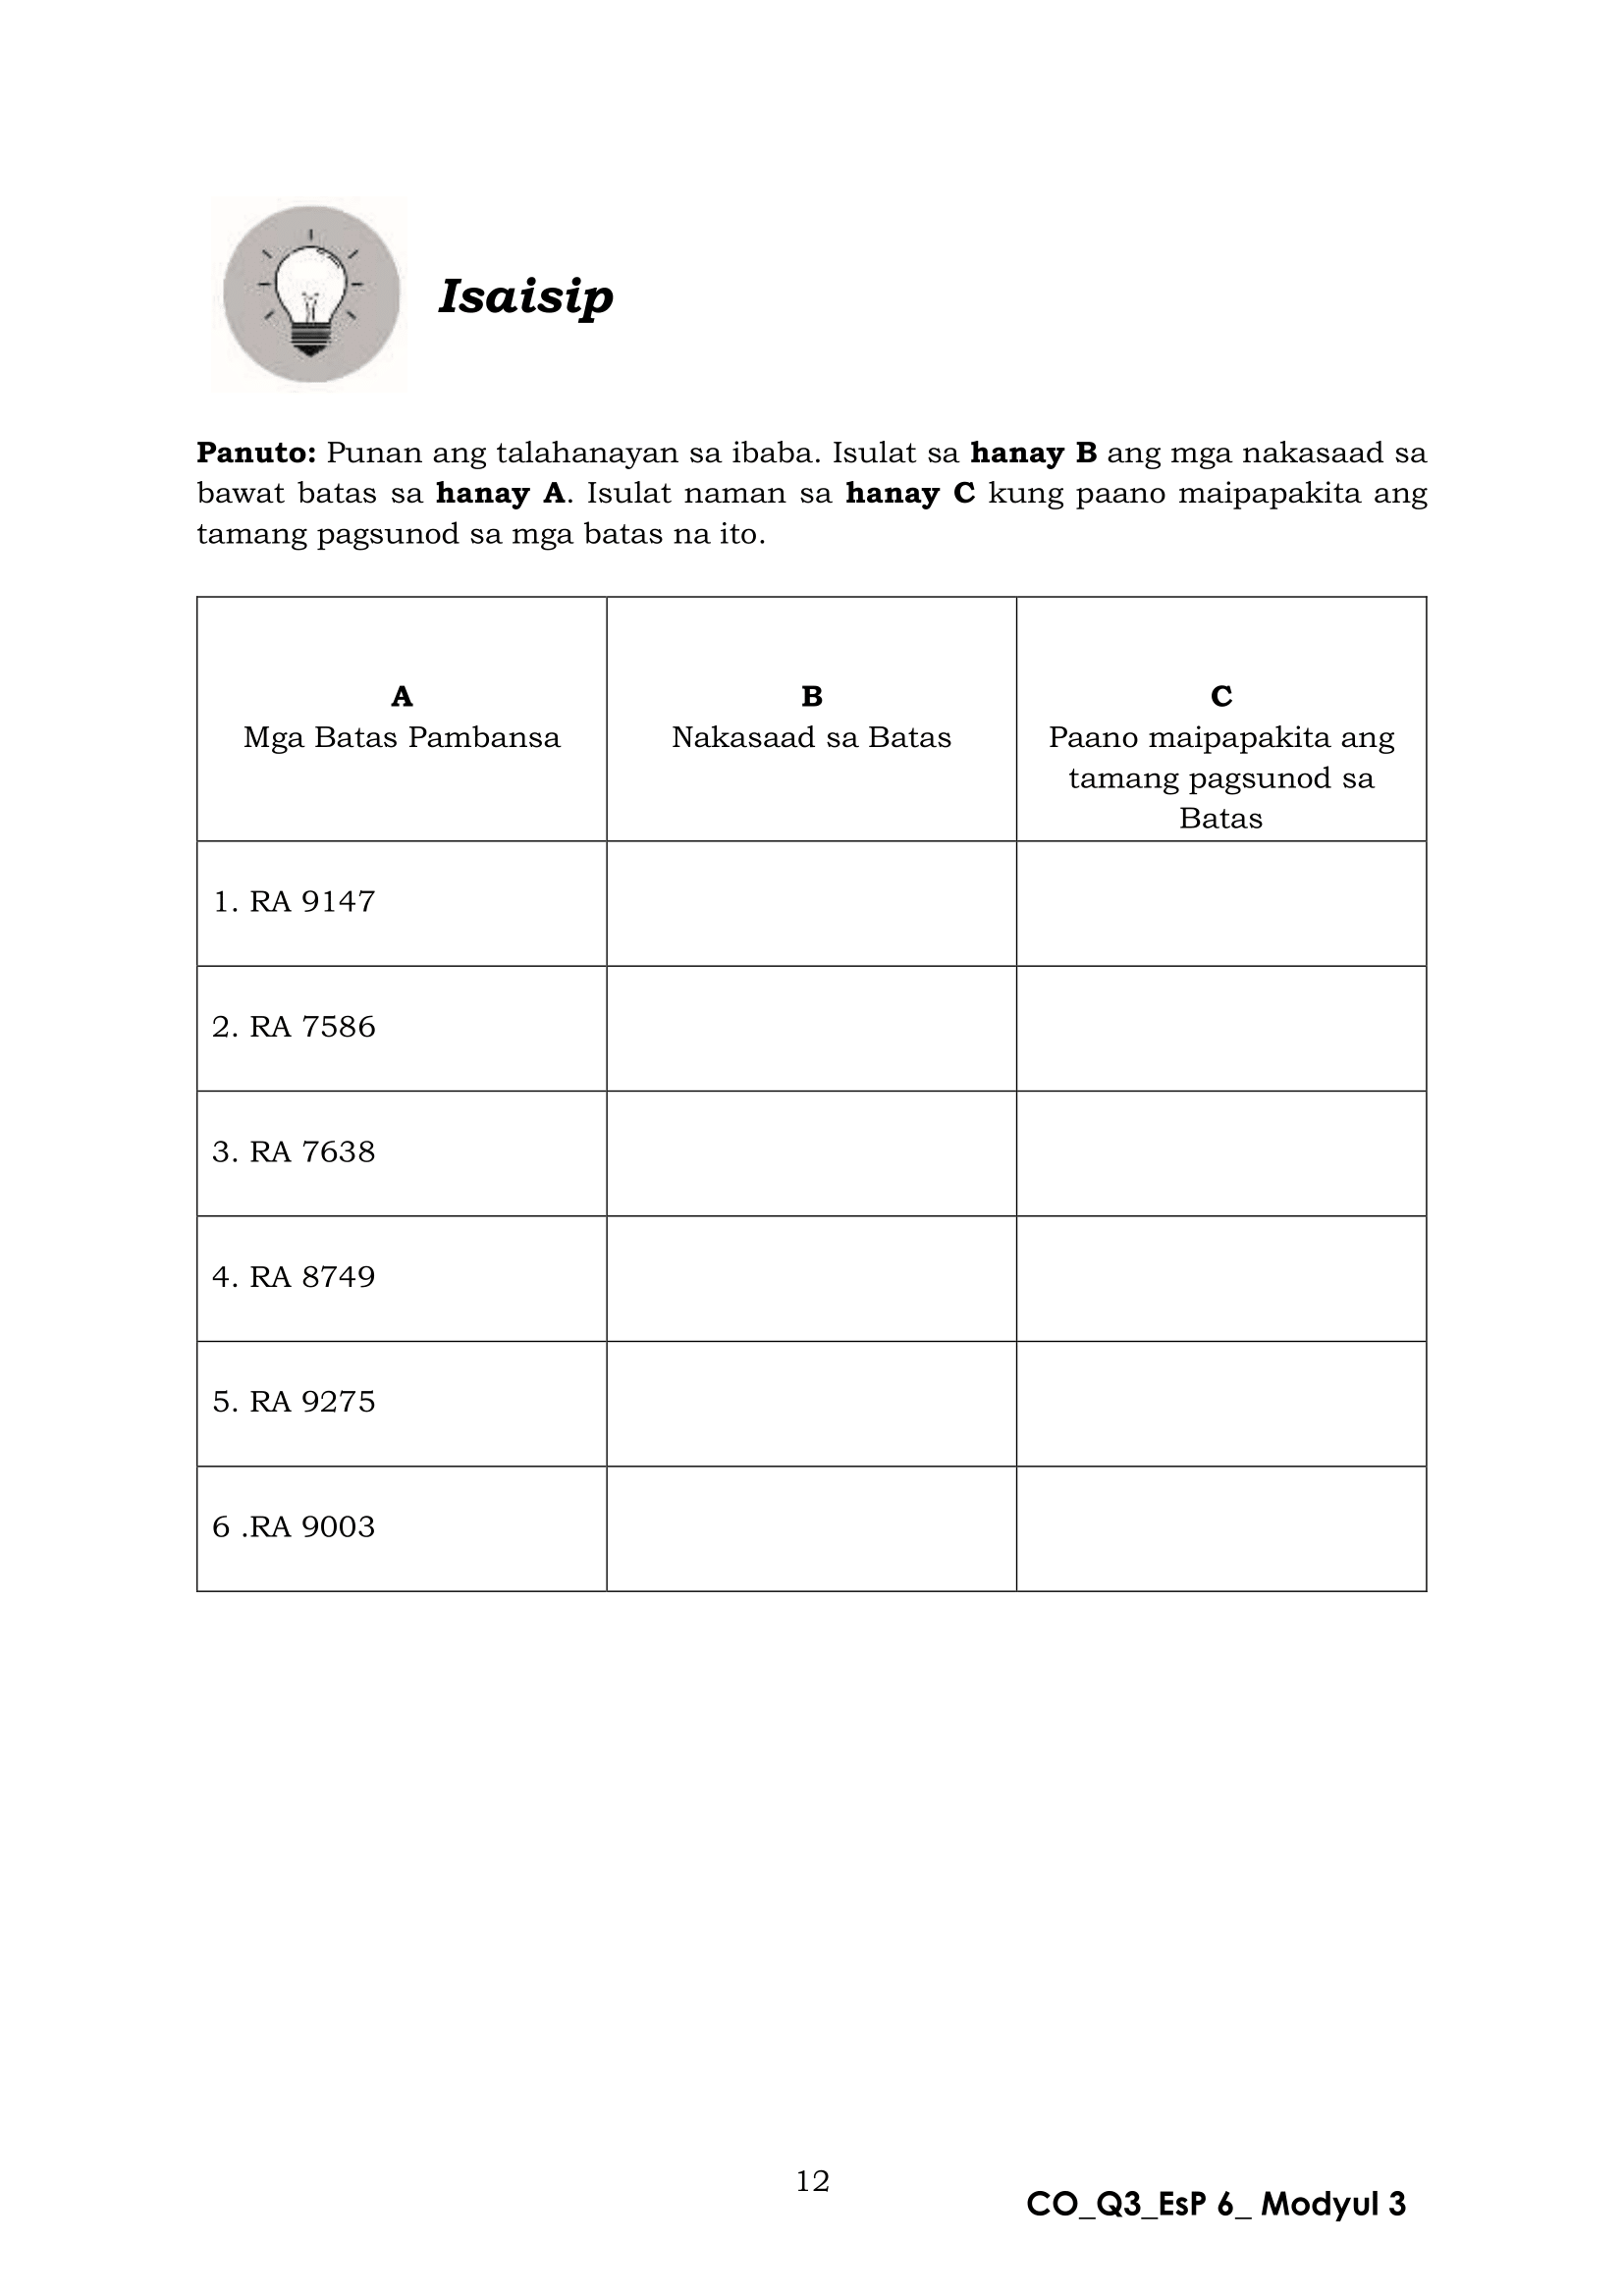 Isaisip
Panuto: Punan ang talahanayan sa ibaba. Isulat sa hanay B ang mga nakasaad sa
bawat batas sa hanay A. Isulat naman sa hanay C kung paano maipapakita ang
tamang pagsunod sa mga batas na ito.
A
Mga Batas Pambansa
B
Nakasaad sa Batas
C
Paano maipapakita ang
tamang pagsunod sa
Batas
1. RA 9147
2. RA 7586
3. RA 7638
4. RA 8749
5. RA 9275
6 .RA 9003
12
CO_Q3_EsP 6_ Modyul 3